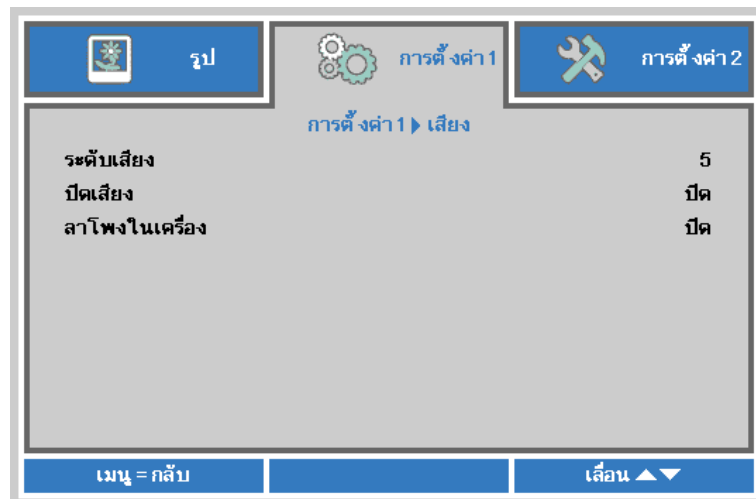 รูป
การตั้งค่า 1
การตั้งค่า 2
การตั้งค่า 1 ▶ เสียง
ระดับเสียง 5
ปิดเสียง ปิด
ลาโพงในเครื่อง ปิด
เมนู = กลับ
เลื่อน ▲▼